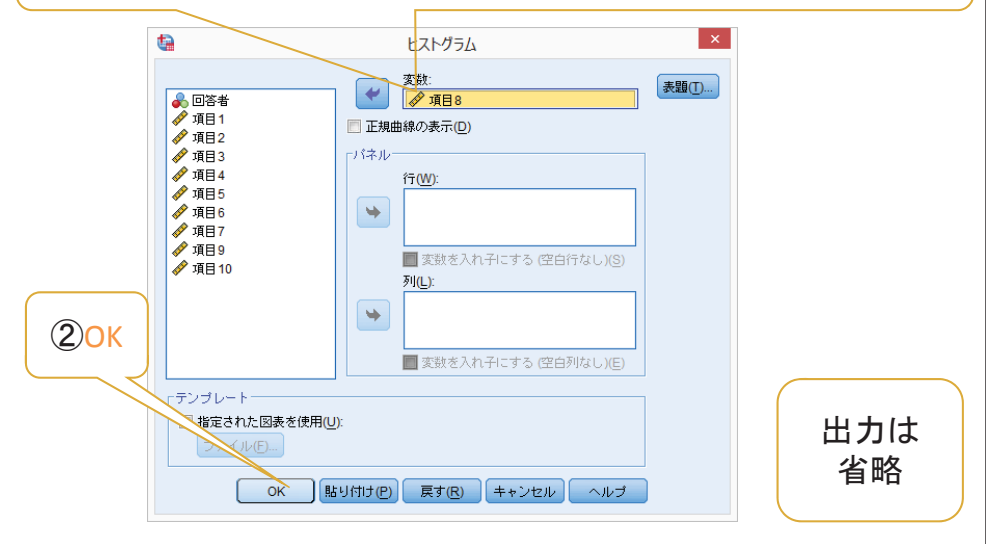 ヒストグラム
変数:
表題(T)...
項目8
回答者
項目1
項目2
項目3
項目4
項目5
項目6
項目7
項目9
項目10
正規曲線の表示(D)
パネル
行(W):
変数を入れ子にする (空白行なし)(S)
列(L):
変数を入れ子にする (空白列なし)(E)
②OK
テンプレート
指定された図表を使用(U):
ファイル(F)...
OK
貼り付け(P)
戻す(R)
キャンセル
ヘルプ
出力は
省略